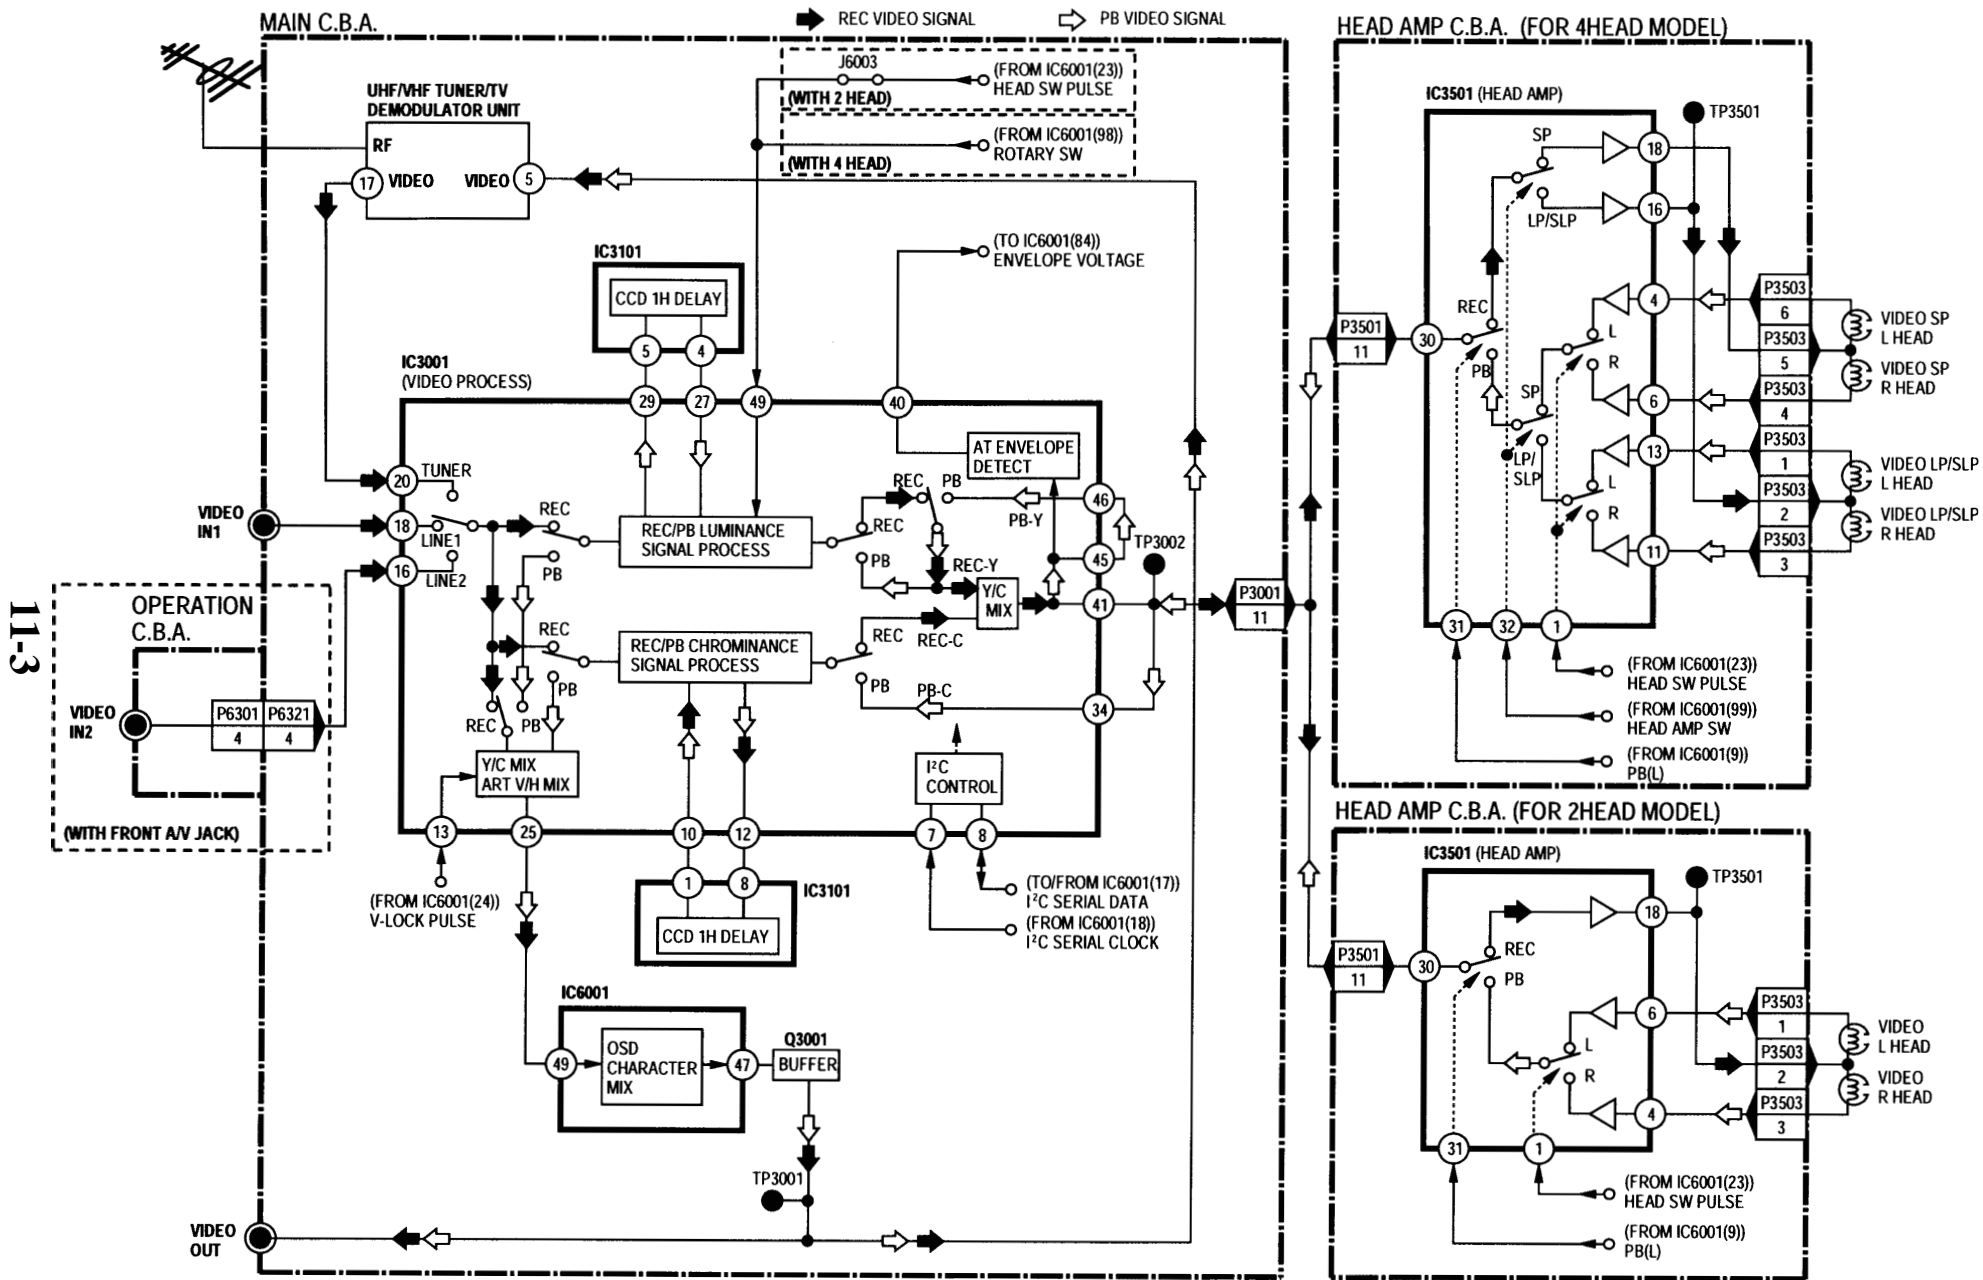 MAIN C.B.A.
REC VIDEO SIGNAL
PB VIDEO SIGNAL
HEAD AMP C.B.A. (FOR 4HEAD MODEL)
J6003
(FROM IC6001(23))
HEAD SW PULSE
(WITH 2 HEAD)
(FROM IC6001(98))
ROTARY SW
(WITH 4 HEAD)
UHF/VHF TUNER/TV
DEMODULATOR UNIT
RF
17
VIDEO
VIDEO
5
(TO IC6001(84))
ENVELOPE VOLTAGE
IC3101
CCD 1H DELAY
5
4
IC3001
(VIDEO PROCESS)
29
27
49
40
AT ENVELOPE
DETECT
20
TUNER
VIDEO
IN1
18
LINE1
16
LINE2
REC
PB
REC/PB LUMINANCE
SIGNAL PROCESS
REC
PB
REC
PB
PB-Y
46
45
TP3002
REC-Y
Y/C
MIX
41
REC
PB
REC/PB CHROMINANCE
SIGNAL PROCESS
REC
PB
REC-C
PB-C
34
P3001
11
REC
PB
Y/C MIX
ART V/H MIX
I²C
CONTROL
13
25
10
12
7
8
11-3
OPERATION
C.B.A.
VIDEO
IN2
P6301
4
P6321
4
(WITH FRONT A/V JACK)
(FROM IC6001(24))
V-LOCK PULSE
1
8
IC3101
CCD 1H DELAY
(TO/FROM IC6001(17))
I²C SERIAL DATA
(FROM IC6001(18))
I²C SERIAL CLOCK
IC6001
49
OSD
CHARACTER
MIX
47
Q3001
BUFFER
TP3001
VIDEO
OUT
IC3501 (HEAD AMP)
TP3501
SP
18
LP/SLP
16
REC
PB
P3501
11
30
4
L
R
6
SP
LP/
SLP
13
L
R
11
P3503
6
P3503
5
P3503
4
P3503
1
P3503
2
P3503
3
VIDEO SP
L HEAD
VIDEO SP
R HEAD
VIDEO LP/SLP
L HEAD
VIDEO LP/SLP
R HEAD
31
32
1
(FROM IC6001(23))
HEAD SW PULSE
(FROM IC6001(99))
HEAD AMP SW
(FROM IC6001(9))
PB(L)
HEAD AMP C.B.A. (FOR 2HEAD MODEL)
IC3501 (HEAD AMP)
TP3501
18
P3501
11
30
REC
PB
6
L
R
4
P3503
1
P3503
2
P3503
3
VIDEO
L HEAD
VIDEO
R HEAD
31
1
(FROM IC6001(23))
HEAD SW PULSE
(FROM IC6001(9))
PB(L)